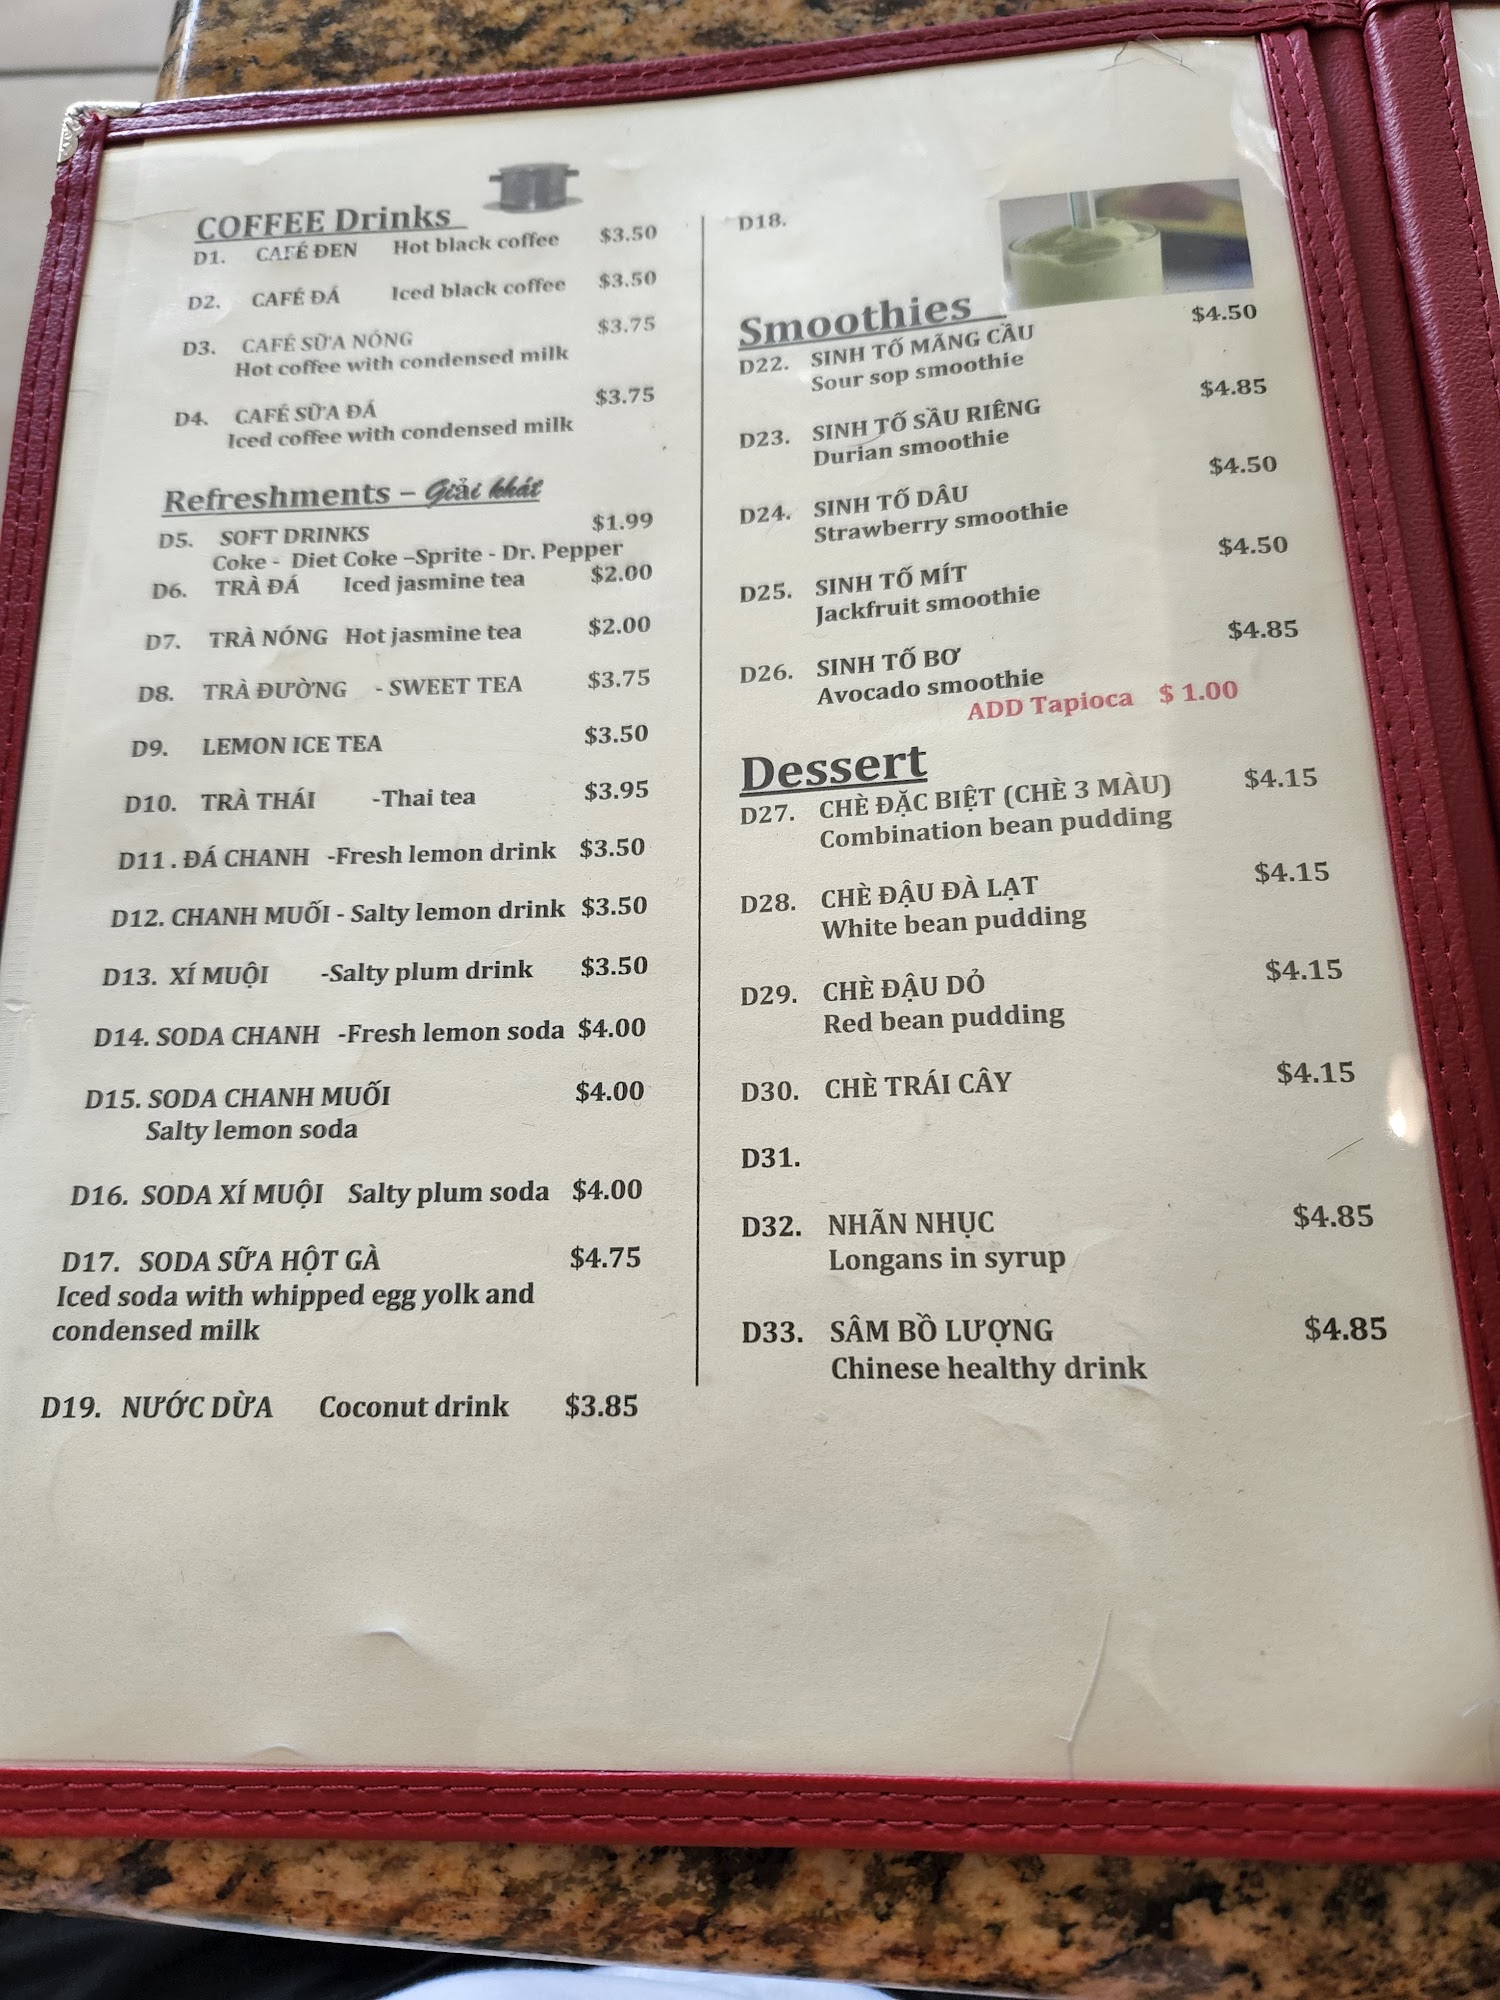 COFFEE Drinks
D1. CAFÉ ĐEN Hot black coffee $3.50
D2. CAFÉ ĐÁ Iced black coffee $3.50
D3. CAFÉ SỮA NÓNG $3.75
Hot coffee with condensed milk
D4. CAFÉ SỮA ĐÁ $3.75
Iced coffee with condensed milk
Refreshments – Giải khát
D5. SOFT DRINKS $1.99
Coke - Diet Coke –Sprite - Dr. Pepper
D6. TRÀ ĐÁ Iced jasmine tea $2.00
D7. TRÀ NÓNG Hot jasmine tea $2.00
D8. TRÀ ĐƯỜNG - SWEET TEA $3.75
D9. LEMON ICE TEA $3.50
D10. TRÀ THÁI -Thai tea $3.95
D11 . ĐÁ CHANH -Fresh lemon drink $3.50
D12. CHANH MUỐI - Salty lemon drink $3.50
D13. XÍ MUỘI -Salty plum drink $3.50
D14. SODA CHANH -Fresh lemon soda $4.00
D15. SODA CHANH MUỐI $4.00
Salty lemon soda
D16. SODA XÍ MUỘI Salty plum soda $4.00
D17. SODA SỮA HỘT GÀ $4.75
Iced soda with whipped egg yolk and
condensed milk
D19. NƯỚC DỪA Coconut drink $3.85
D18.
Smoothies
D22. SINH TỐ MÃNG CẦU $4.50
Sour sop smoothie
D23. SINH TỐ SẦU RIÊNG $4.85
Durian smoothie
D24. SINH TỐ DÂU $4.50
Strawberry smoothie
D25. SINH TỐ MÍT $4.50
Jackfruit smoothie
D26. SINH TỐ BƠ $4.85
Avocado smoothie
ADD Tapioca $ 1.00
Dessert
D27. CHÈ ĐẶC BIỆT (CHÈ 3 MÀU) $4.15
Combination bean pudding
D28. CHÈ ĐẬU ĐÀ LẠT $4.15
White bean pudding
D29. CHÈ ĐẬU DỎ $4.15
Red bean pudding
D30. CHÈ TRÁI CÂY $4.15
D31.
D32. NHÃN NHỤC $4.85
Longans in syrup
D33. SÂM BỒ LƯỢNG $4.85
Chinese healthy drink